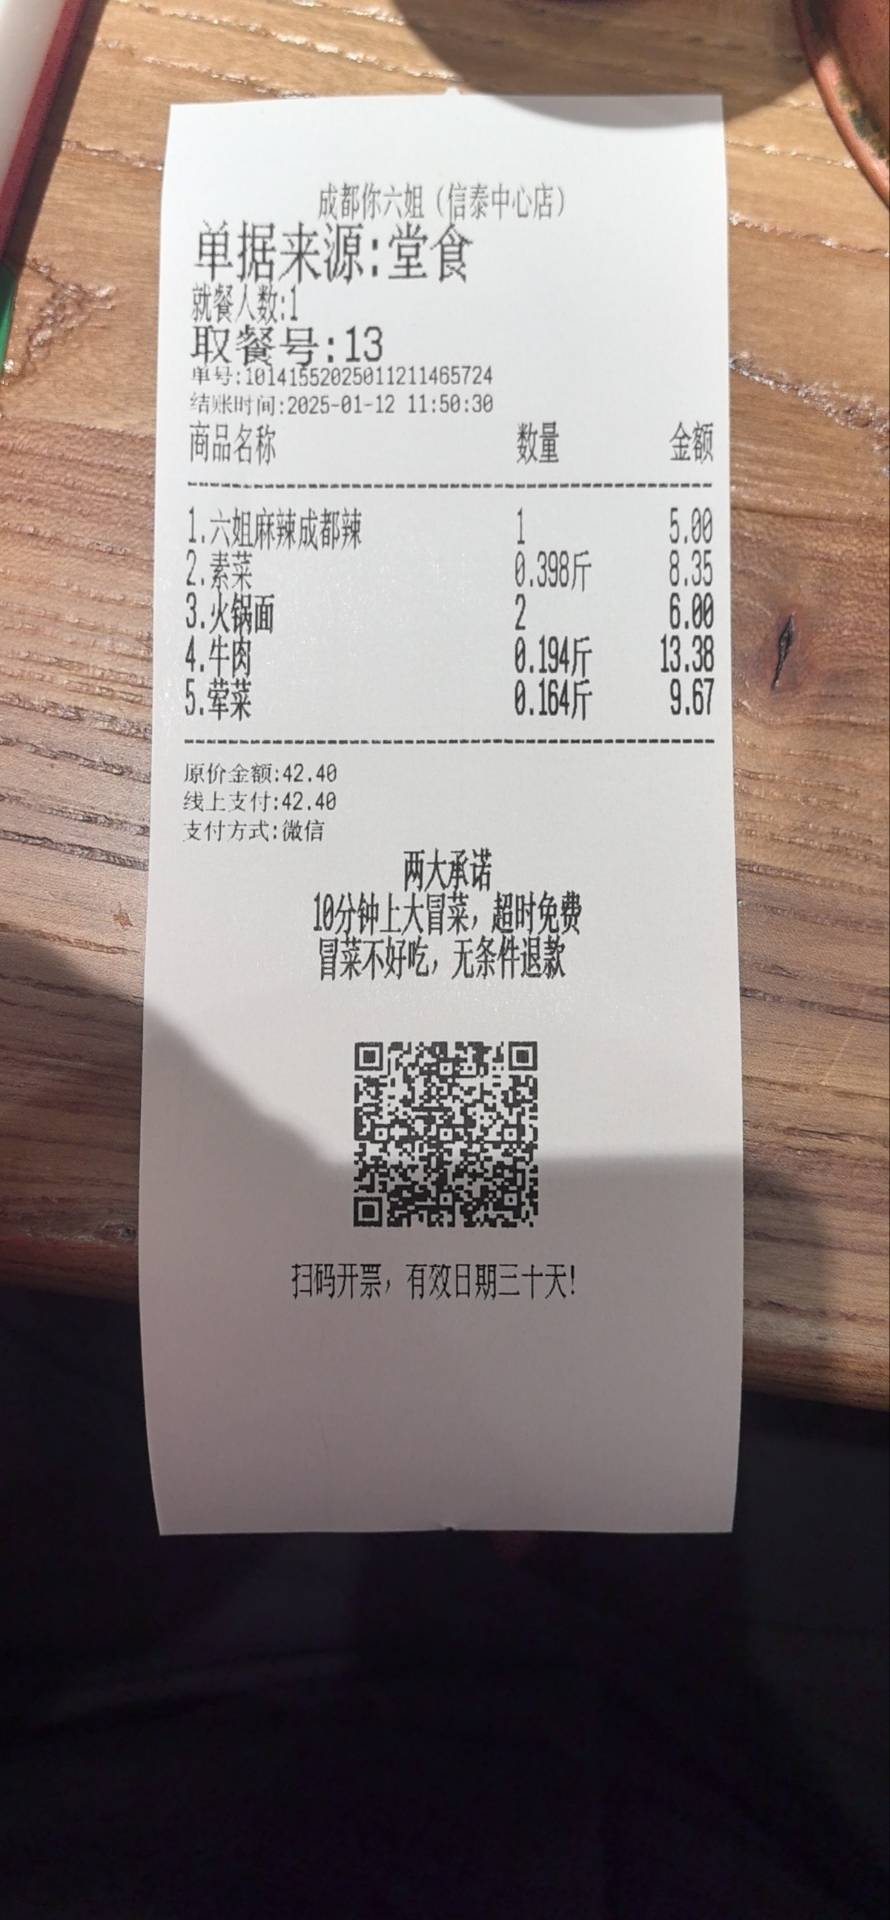 成都你六姐（信泰中心店）
单据来源:堂食
就餐人数:1
取餐号:13
单号:10141552025011211465724
结账时间:2025-01-12 11:50:30
商品名称 数量 金额
1.六姐麻辣成都辣 1 5.00
2.素菜 0.398斤 8.35
3.火锅面 2 6.00
4.牛肉 0.194斤 13.38
5.荤菜 0.164斤 9.67
原价金额:42.40
线上支付:42.40
支付方式:微信
两大承诺
10分钟上大冒菜，超时免费
冒菜不好吃，无条件退款
扫码开票，有效日期三十天!